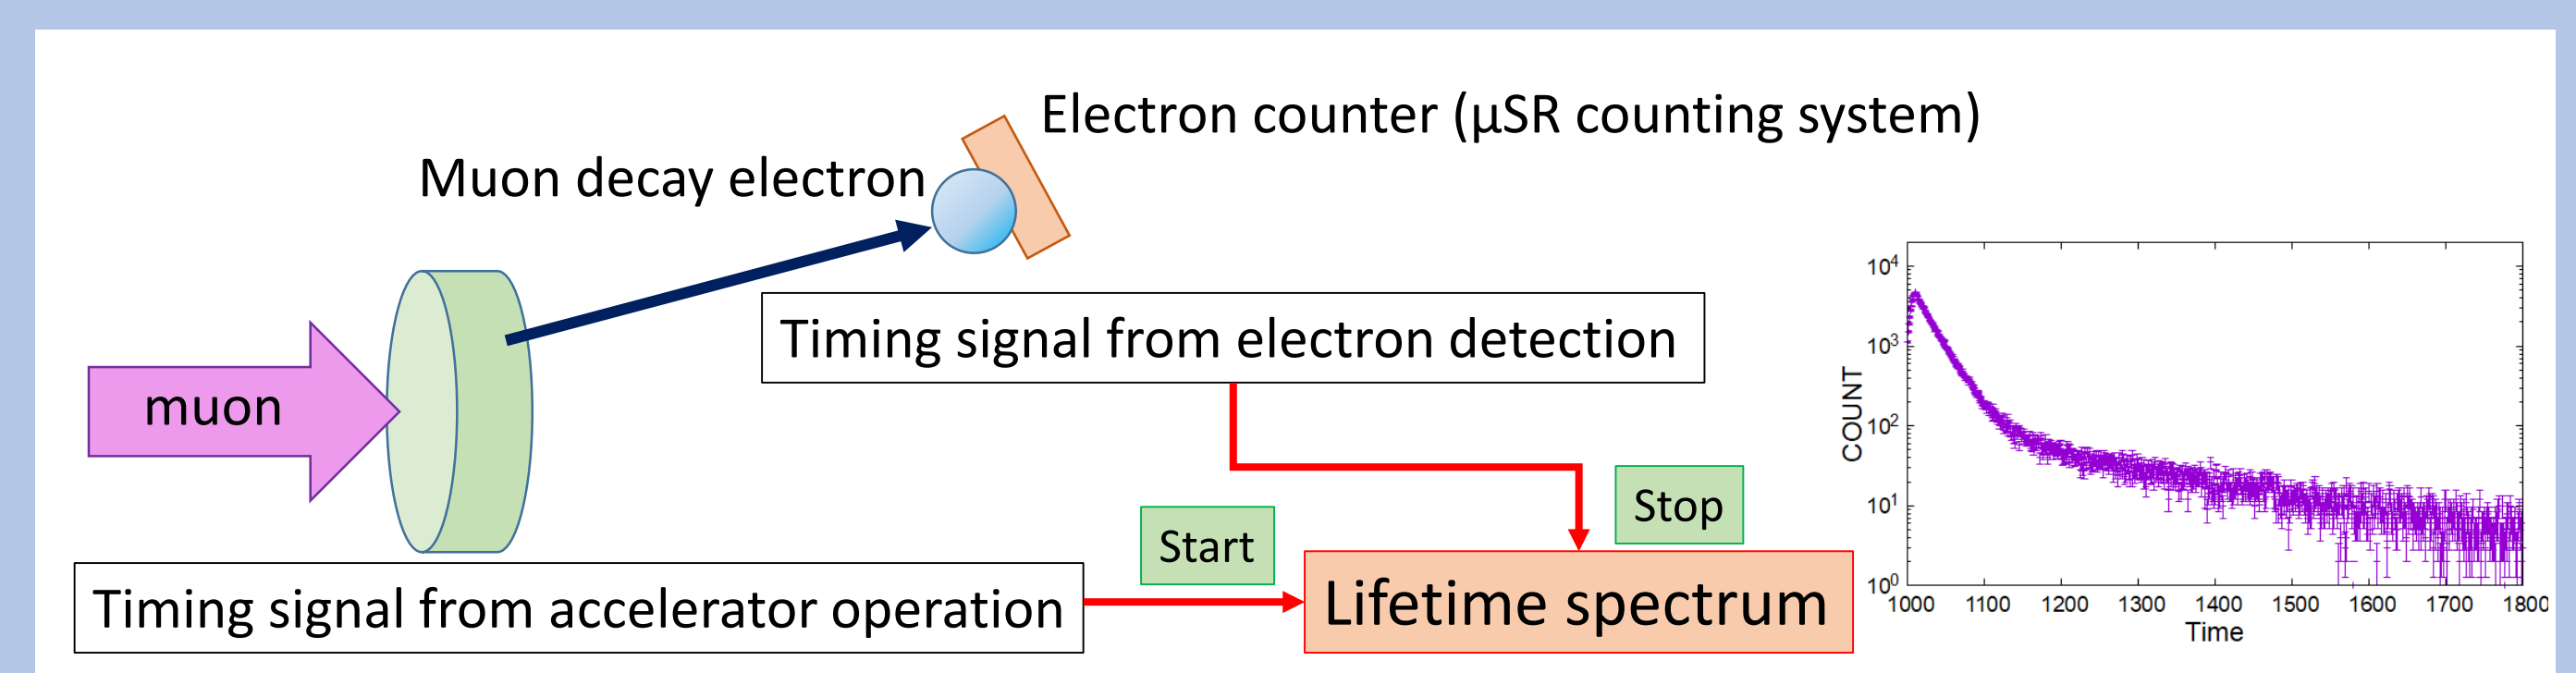 Electron counter (μSR counting system)
Muon decay electron
muon
Timing signal from electron detection
Start
Stop
Timing signal from accelerator operation
Lifetime spectrum
COUNT
10⁴
10³
10²
10¹
10⁰
1000 1100 1200 1300 1400 1500 1600 1700 1800
Time